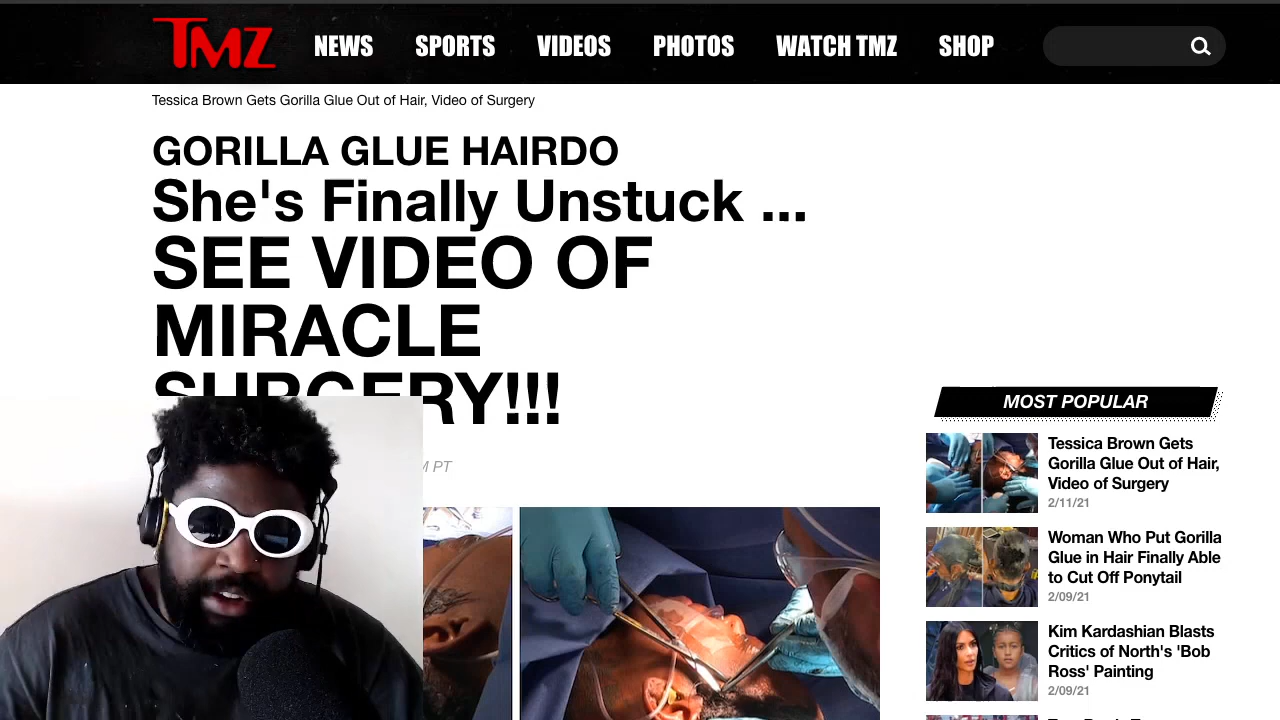 TMZ
NEWS SPORTS VIDEOS PHOTOS WATCH TMZ SHOP
Tessica Brown Gets Gorilla Glue Out of Hair, Video of Surgery
GORILLA GLUE HAIRDO
She's Finally Unstuck ...
SEE VIDEO OF
MIRACLE
SURGERY!!!
PT
MOST POPULAR
Tessica Brown Gets
Gorilla Glue Out of Hair,
Video of Surgery
2/11/21
Woman Who Put Gorilla
Glue in Hair Finally Able
to Cut Off Ponytail
2/09/21
Kim Kardashian Blasts
Critics of North's 'Bob
Ross' Painting
2/09/21